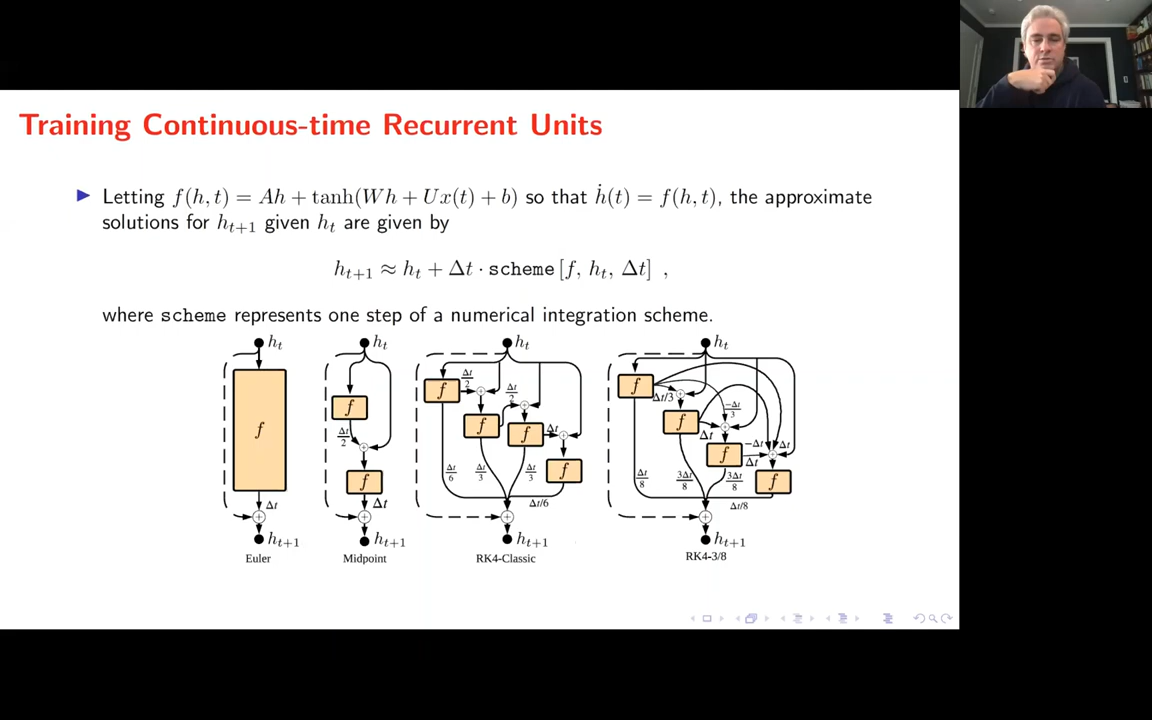 Training Continuous-time Recurrent Units
Letting f(h, t) = Ah + tanh(Wh + Ux(t) + b) so that ḣ(t) = f(h, t), the approximate
solutions for h_{t+1} given h_t are given by
h_{t+1} ≈ h_t + Δt · scheme [f, h_t, Δt] ,
where scheme represents one step of a numerical integration scheme.
h_t
f
Δt
h_{t+1}
Euler
h_t
f
Δt/2
f
Δt
h_{t+1}
Midpoint
h_t
f
Δt/2
f
Δt/2
f
Δt
f
Δt/6
Δt/3
Δt/3
Δt/6
h_{t+1}
RK4-Classic
h_t
f
Δt/3
f
-Δt/3
Δt
f
-Δt
Δt
Δt
f
Δt/8
3Δt/8
3Δt/8
Δt/8
h_{t+1}
RK4-3/8